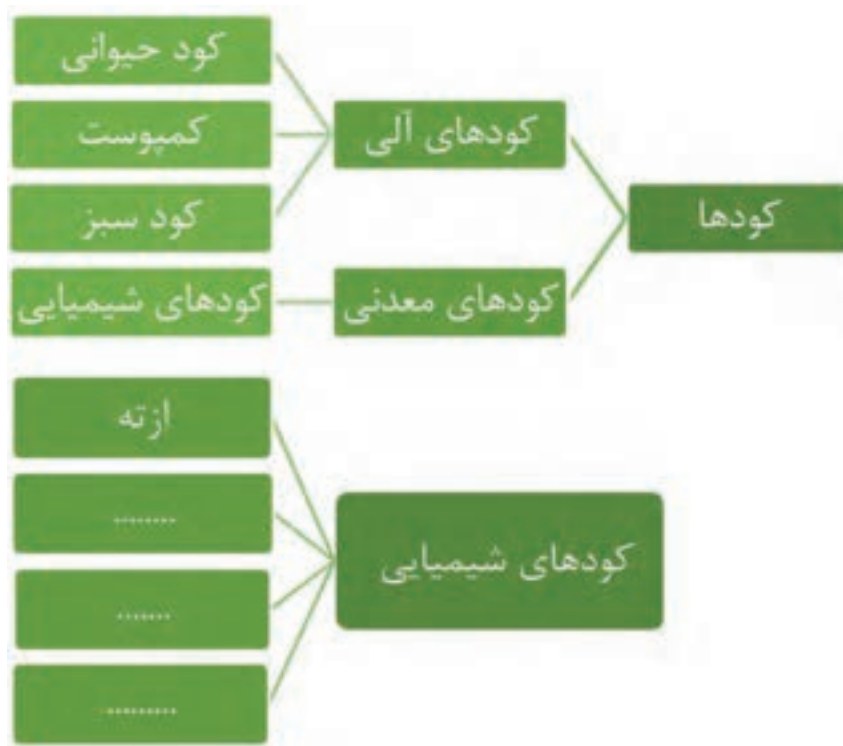 کودها
کودهای آلی
کود حیوانی
کمپوست
کود سبز
کودهای معدنی
کودهای شیمیایی
کودهای شیمیایی
ازته
........
.......
.........